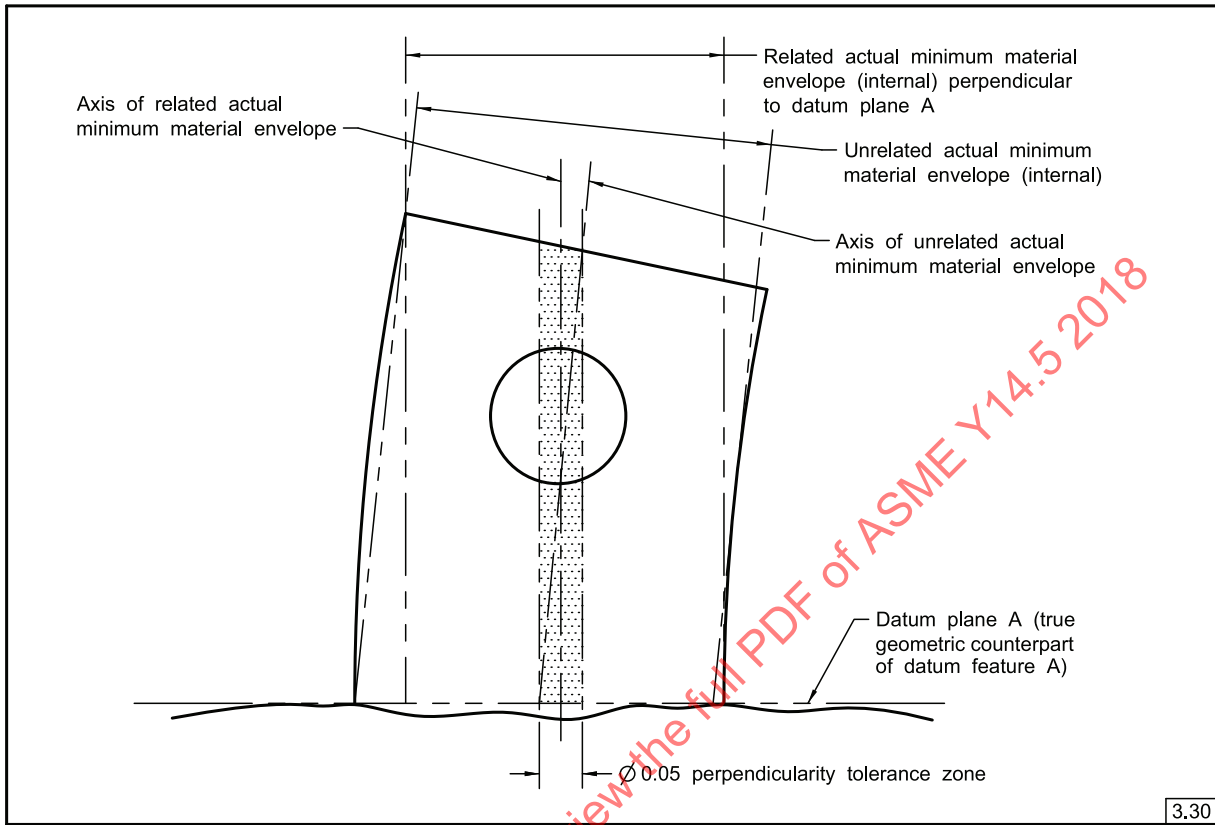 Related actual minimum material
envelope (internal) perpendicular
to datum plane A
Axis of related actual
minimum material envelope
Unrelated actual minimum
material envelope (internal)
Axis of unrelated actual
minimum material envelope
Datum plane A (true
geometric counterpart
of datum feature A)
∅ 0.05 perpendicularity tolerance zone
3.30
view the full PDF of ASME Y14.5 2018